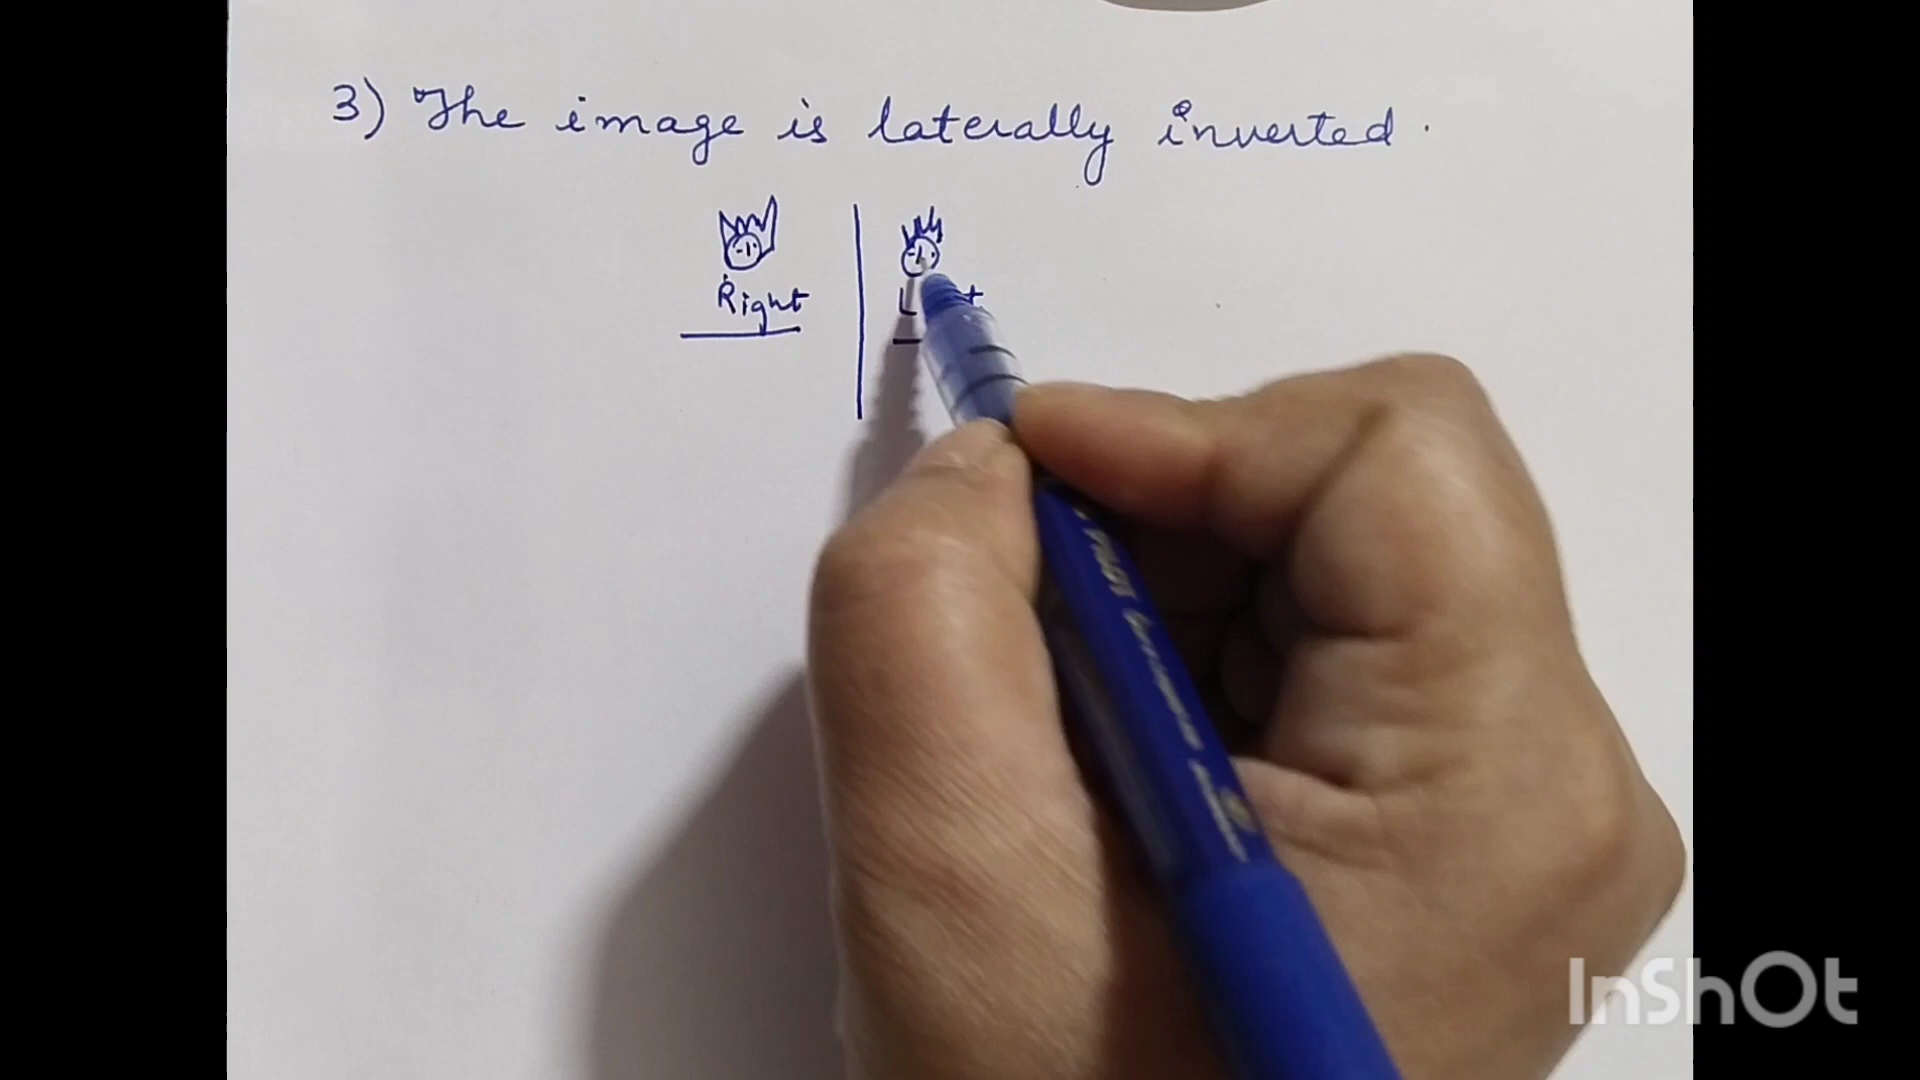 3) The image is laterally inverted.
Right
InShOt